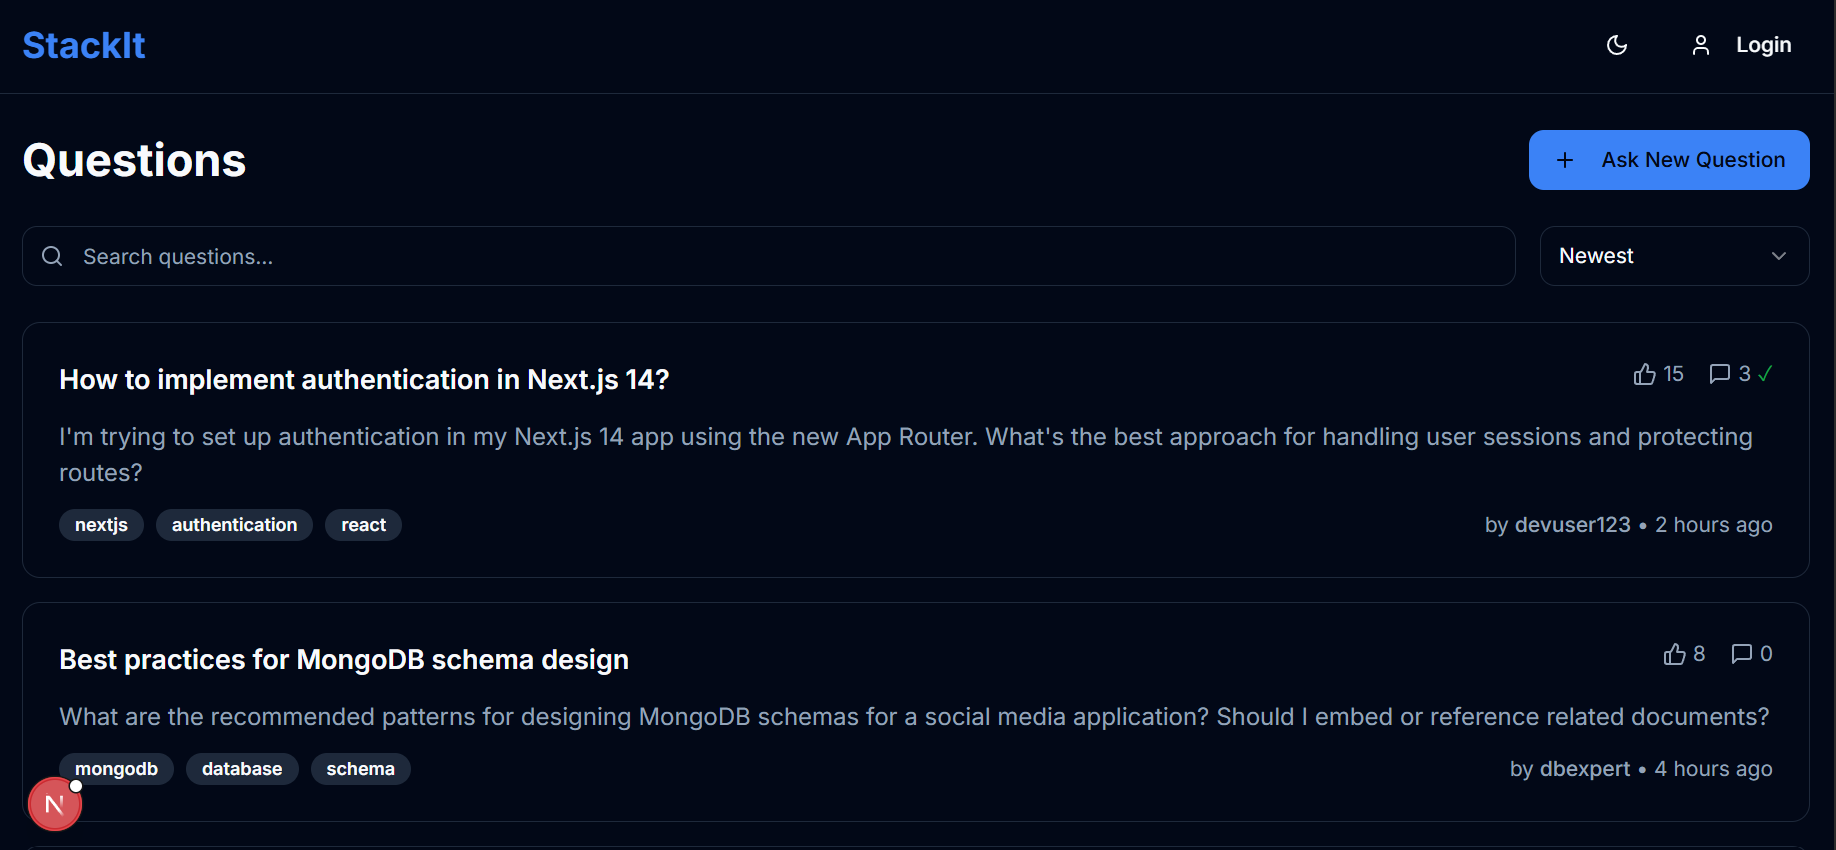 StackIt
Login
Questions
+ Ask New Question
Search questions...
Newest
How to implement authentication in Next.js 14?
15 3 ✓
I'm trying to set up authentication in my Next.js 14 app using the new App Router. What's the best approach for handling user sessions and protecting
routes?
nextjs authentication react
by devuser123 • 2 hours ago
Best practices for MongoDB schema design
8 0
What are the recommended patterns for designing MongoDB schemas for a social media application? Should I embed or reference related documents?
mongodb database schema
by dbexpert • 4 hours ago
N